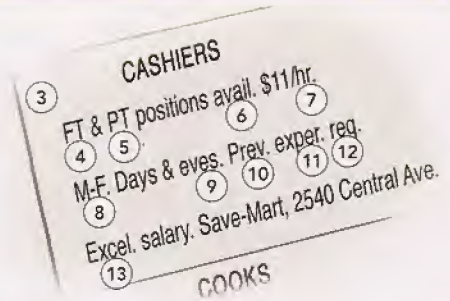 CASHIERS
3
FT & PT positions avail. $11/hr.
4 5 6 7
M-F. Days & eves. Prev. exper. req.
8 9 10 11 12
Excel. salary. Save-Mart, 2540 Central Ave.
13
COOKS